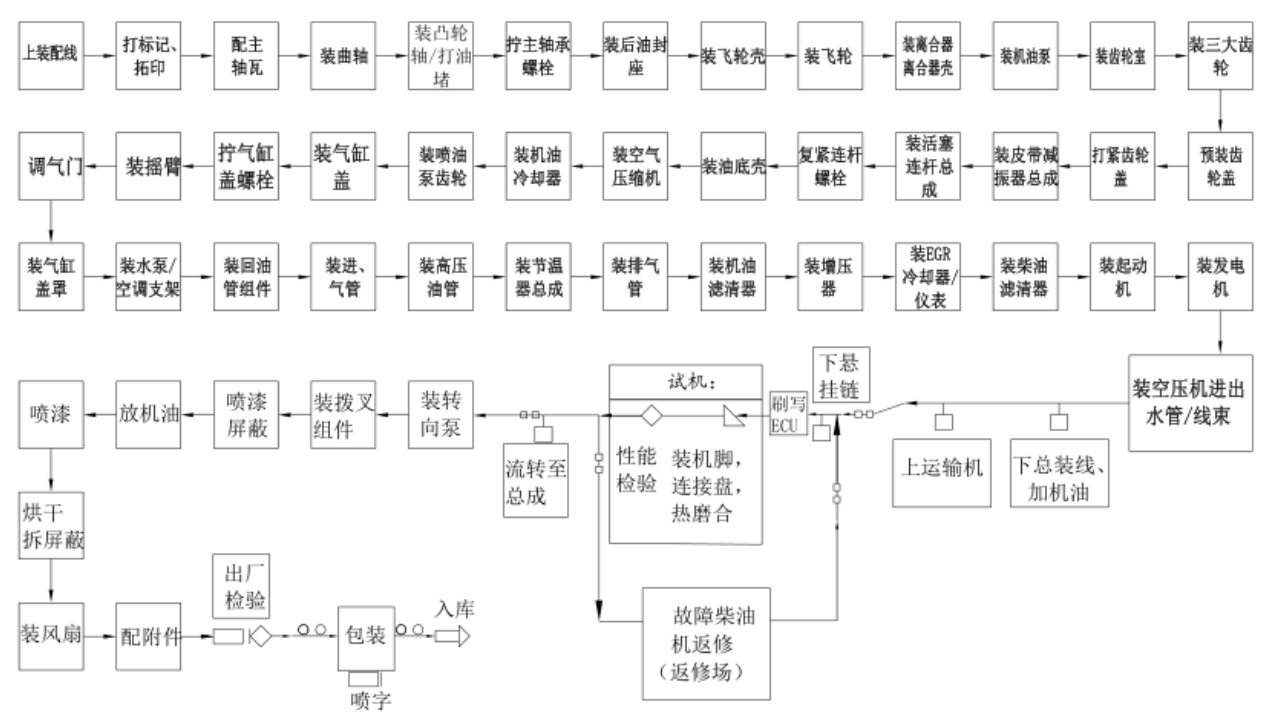 上装配线
打标记、
拓印
配主
轴瓦
装曲轴
装凸轮
轴/打油
堵
拧主轴承
螺栓
装后油封
座
装飞轮壳
装飞轮
装离合器
离合器壳
装机油泵
装齿轮室
装三大齿
轮
调气门
装摇臂
拧气缸
盖螺栓
装气缸
盖
装喷油
泵齿轮
装机油
冷却器
装空气
压缩机
装油底壳
复紧连杆
螺栓
装活塞
连杆总
成
装皮带减
振器总成
打紧齿轮
盖
预装齿
轮盖
装气缸
盖罩
装水泵/
空调支架
装回油
管组件
装进、
气管
装高压
油管
装节温
器总成
装排气
管
装机油
滤清器
装增压
器
装EGR
冷却器/
仪表
装柴油
滤清器
装起动
机
装发电
机
喷漆
放机油
喷漆
屏蔽
装拨叉
组件
装转
向泵
流转至
总成
试机:
性能
检验
装机脚,
连接盘,
热磨合
刷写
ECU
下悬
挂链
上运输机
下总装线、
加机油
装空压机进出
水管/线束
烘干
拆屏蔽
装风扇
配附件
出厂
检验
包装
喷字
入库
故障柴油
机返修
(返修场)